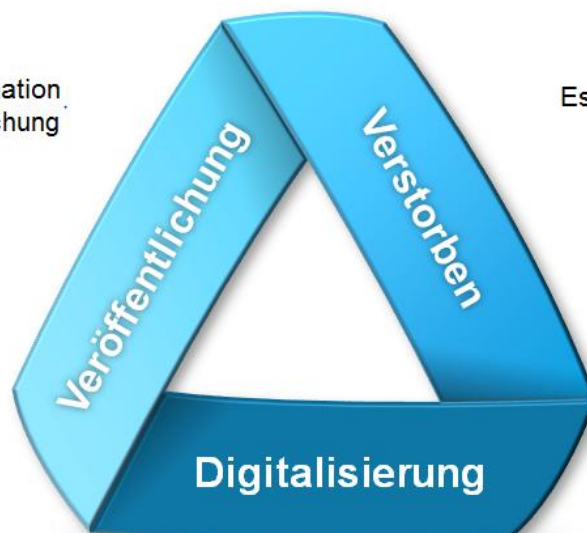 ation
chung
Es
Veröffentlichung
Verstorben
Digitalisierung